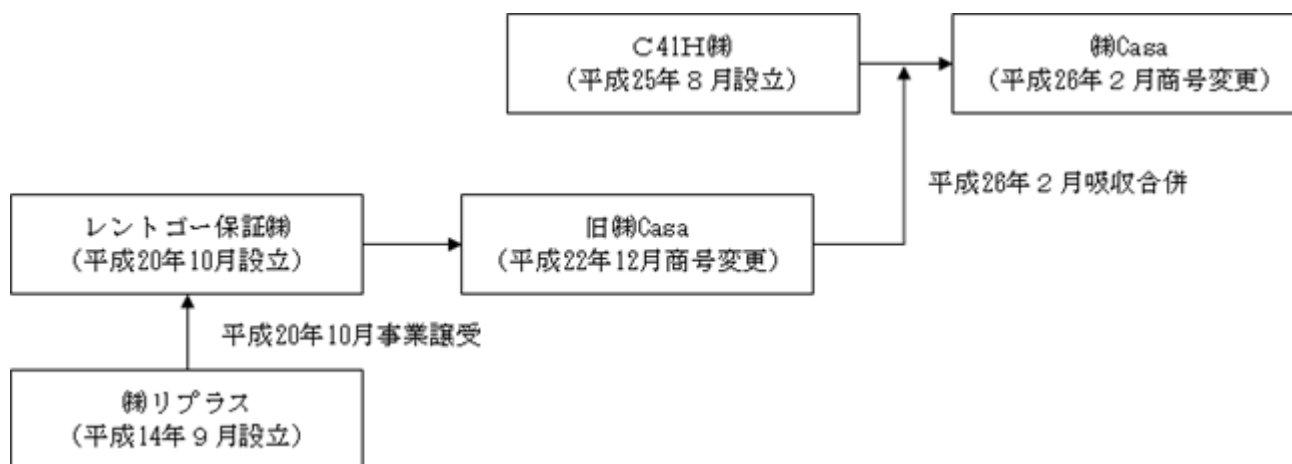 Ｃ41H㈱
（平成25年８月設立）
㈱Casa
（平成26年２月商号変更）
平成26年２月吸収合併
レントゴー保証㈱
（平成20年10月設立）
旧㈱Casa
（平成22年12月商号変更）
平成20年10月事業譲受
㈱リプラス
（平成14年９月設立）